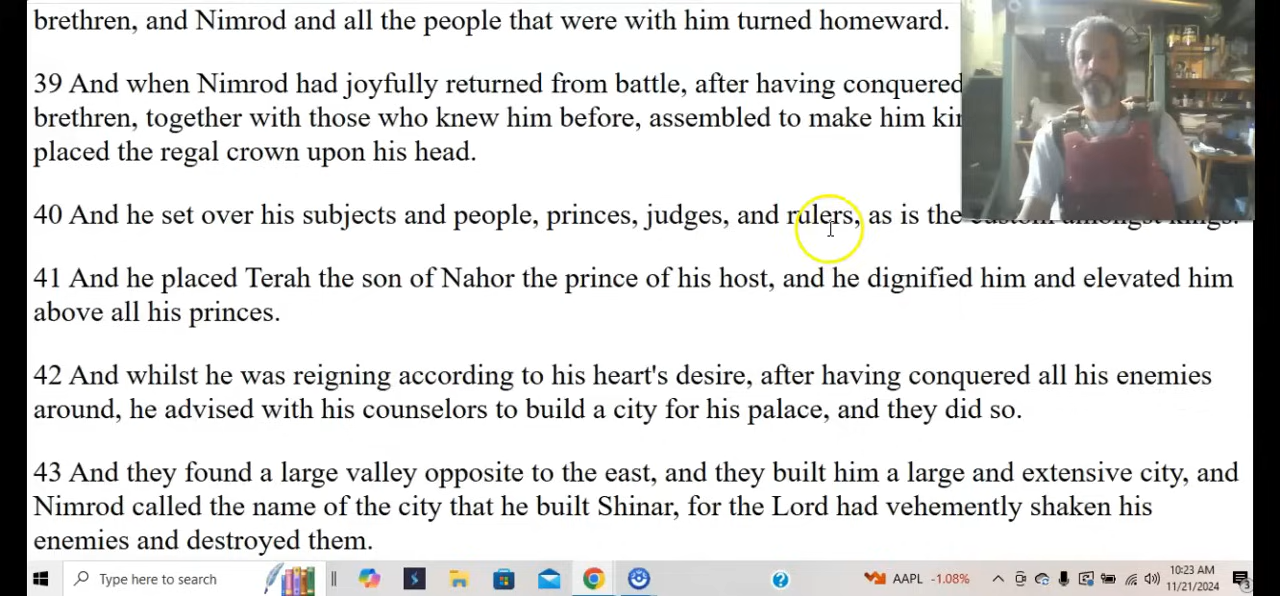 brethren, and Nimrod and all the people that were with him turned homeward.
39 And when Nimrod had joyfully returned from battle, after having conquered
brethren, together with those who knew him before, assembled to make him
placed the regal crown upon his head.
40 And he set over his subjects and people, princes, judges, and rulers, as is the custom amongst kings.
41 And he placed Terah the son of Nahor the prince of his host, and he dignified him and elevated him
above all his princes.
42 And whilst he was reigning according to his heart's desire, after having conquered all his enemies
around, he advised with his counselors to build a city for his palace, and they did so.
43 And they found a large valley opposite to the east, and they built him a large and extensive city, and
Nimrod called the name of the city that he built Shinar, for the Lord had vehemently shaken his
enemies and destroyed them.
Type here to search
AAPL -1.08%
10:23 AM
11/21/2024
3